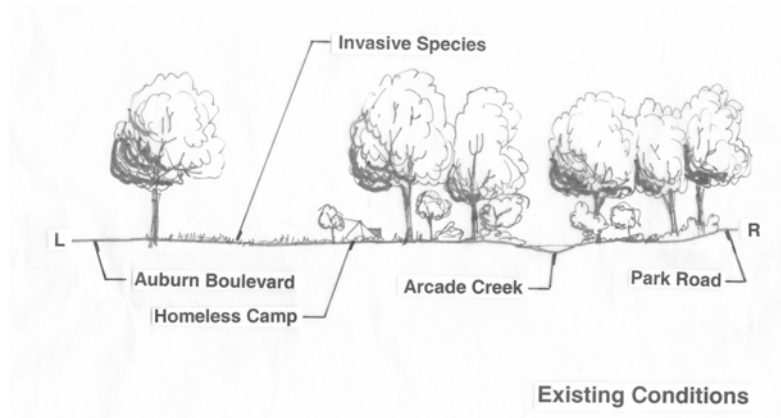 Invasive Species
L
R
Auburn Boulevard
Arcade Creek
Park Road
Homeless Camp
Existing Conditions